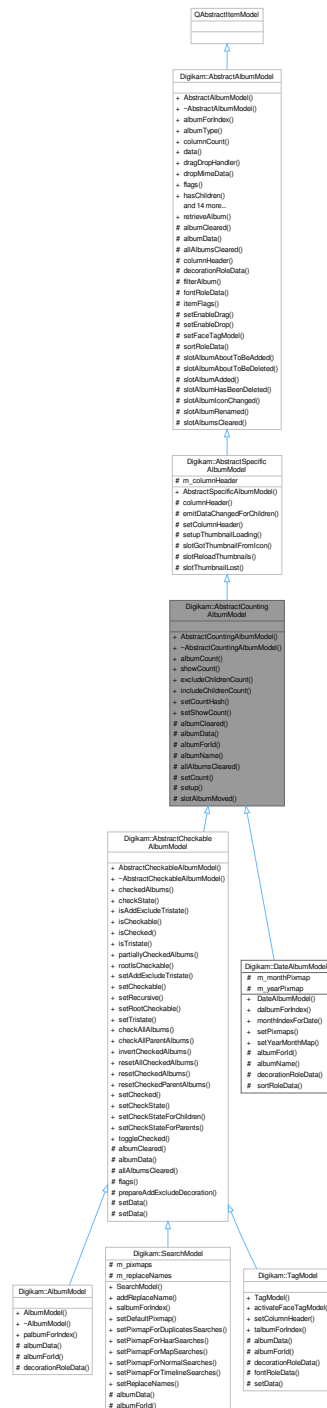 QAbstractItemModel
Digikam::AbstractAlbumModel
+ AbstractAlbumModel()
+ ~AbstractAlbumModel()
+ albumForIndex()
+ albumType()
+ columnCount()
+ data()
+ dragDropHandler()
+ dropMimeData()
+ flags()
+ hasChildren()
and 14 more...
+ retrieveAlbum()
# albumCleared()
# albumData()
# allAlbumsCleared()
# columnHeader()
# decorationRoleData()
# filterAlbum()
# fontRoleData()
# itemFlags()
# setEnableDrag()
# setEnableDrop()
# setFaceTagModel()
# sortRoleData()
# slotAlbumAboutToBeAdded()
# slotAlbumAboutToBeDeleted()
# slotAlbumAdded()
# slotAlbumHasBeenDeleted()
# slotAlbumIconChanged()
# slotAlbumRenamed()
# slotAlbumsCleared()
Digikam::AbstractSpecific
AlbumModel
# m_columnHeader
+ AbstractSpecificAlbumModel()
# columnHeader()
# emitDataChangedForChildren()
# setColumnHeader()
# setupThumbnailLoading()
# slotGotThumbnailFromIcon()
# slotReloadThumbnails()
# slotThumbnailLost()
Digikam::AbstractCounting
AlbumModel
+ AbstractCountingAlbumModel()
+ ~AbstractCountingAlbumModel()
+ albumCount()
+ showCount()
+ excludeChildrenCount()
+ includeChildrenCount()
+ setCountHash()
+ setShowCount()
# albumCleared()
# albumData()
# albumForId()
# albumName()
# allAlbumsCleared()
# setCount()
# setup()
# slotAlbumMoved()
Digikam::AbstractCheckable
AlbumModel
+ AbstractCheckableAlbumModel()
+ ~AbstractCheckableAlbumModel()
+ checkedAlbums()
+ checkState()
+ isAddExcludeTristate()
+ isCheckable()
+ isChecked()
+ isTristate()
+ partiallyCheckedAlbums()
+ rootIsCheckable()
+ setAddExcludeTristate()
+ setCheckable()
+ setRecursive()
+ setRootCheckable()
+ setTristate()
+ checkAllAlbums()
+ checkAllParentAlbums()
+ invertCheckedAlbums()
+ resetAllCheckedAlbums()
+ resetCheckedAlbums()
+ resetCheckedParentAlbums()
+ setChecked()
+ setCheckState()
+ setCheckStateForChildren()
+ setCheckStateForParents()
+ toggleChecked()
# albumCleared()
# albumData()
# allAlbumsCleared()
# flags()
# prepareAddExcludeDecoration()
# setData()
# setData()
Digikam::DateAlbumModel
# m_monthPixmap
# m_yearPixmap
+ DateAlbumModel()
+ dalbumForIndex()
+ monthIndexForDate()
+ setPixmaps()
+ setYearMonthMap()
# albumForId()
# albumName()
# decorationRoleData()
# sortRoleData()
Digikam::AlbumModel
+ AlbumModel()
+ ~AlbumModel()
+ palbumForIndex()
# albumData()
# albumForId()
# decorationRoleData()
Digikam::SearchModel
# m_pixmaps
# m_replaceNames
+ SearchModel()
+ addReplaceName()
+ salbumForIndex()
+ setDefaultPixmap()
+ setPixmapForDuplicatesSearches()
+ setPixmapForHaarSearches()
+ setPixmapForMapSearches()
+ setPixmapForNormalSearches()
+ setPixmapForTimelineSearches()
+ setReplaceNames()
# albumData()
# albumForId()
Digikam::TagModel
+ TagModel()
+ activateFaceTagModel()
+ setColumnHeader()
+ talbumForIndex()
# albumData()
# albumForId()
# decorationRoleData()
# fontRoleData()
# setData()